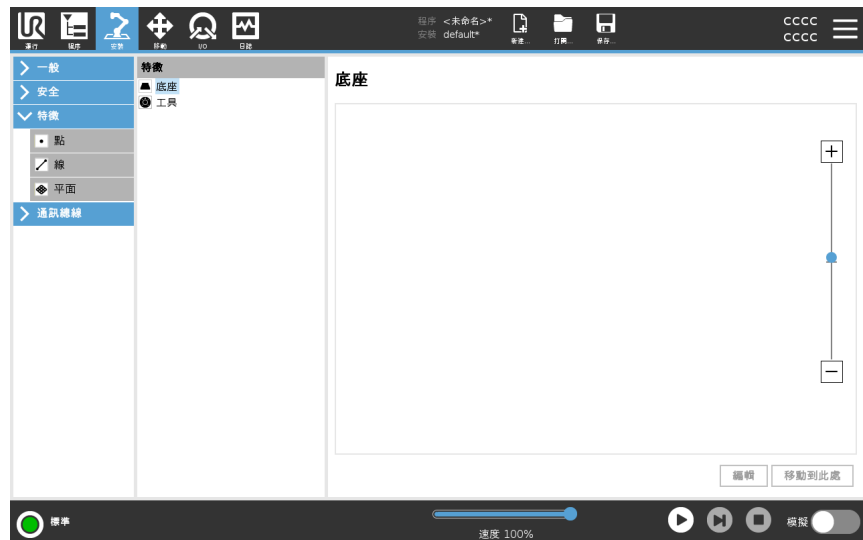 程序 <未命名>*
安裝 default*
運行
程序
安裝
移動
I/O
日誌
新建...
打開...
保存...
CCCC
CCCC
一般
安全
特徵
點
線
平面
通訊總線
特徵
底座
工具
底座
編輯
移動到此處
標準
速度 100%
模擬